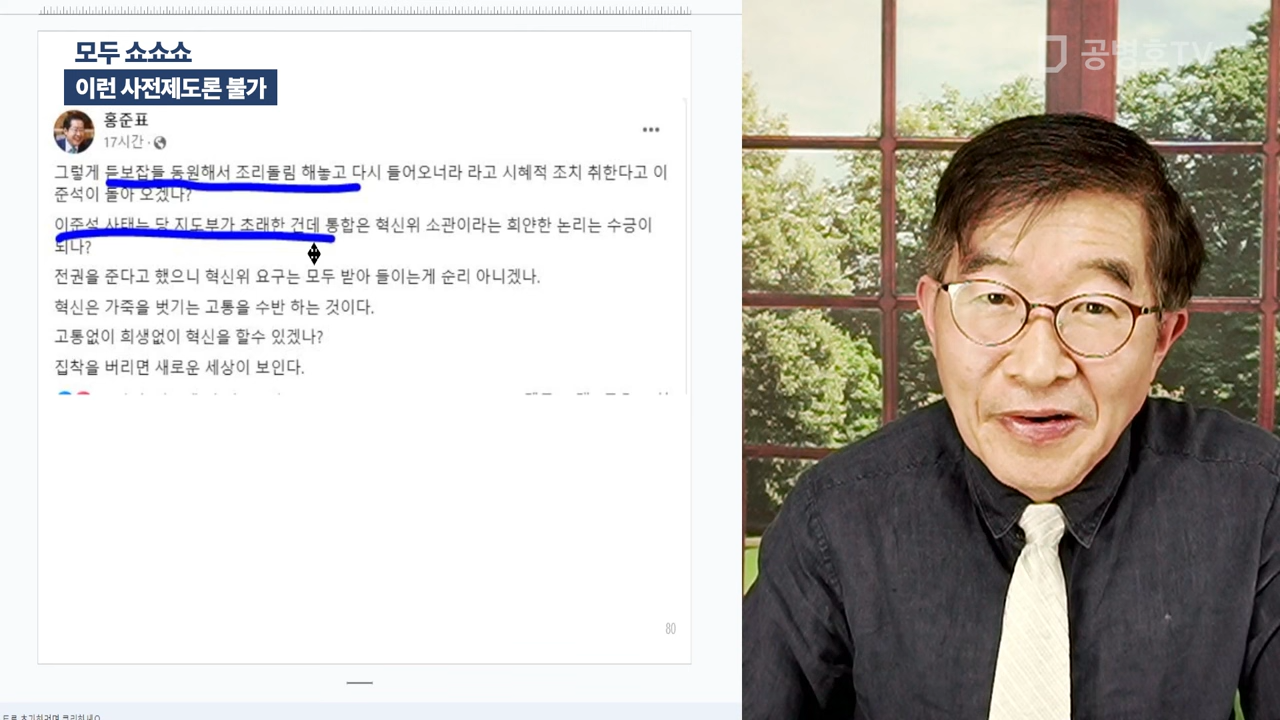 모두 쇼쇼쇼
이런 사전제도론 불가
홍준표
17시간
그렇게 듣보잡들 동원해서 조리돌림 해놓고 다시 들어오너라 라고 시혜적 조치 취한다고 이
준석이 돌아 오겠나?
이준석 사태는 당 지도부가 초래한 건데 통합은 혁신위 소관이라는 희얀한 논리는 수긍이
되나?
전권을 준다고 했으니 혁신위 요구는 모두 받아 들이는게 순리 아니겠나.
혁신은 가죽을 벗기는 고통을 수반 하는 것이다.
고통없이 희생없이 혁신을 할수 있겠나?
집착을 버리면 새로운 세상이 보인다.
80
공병호TV